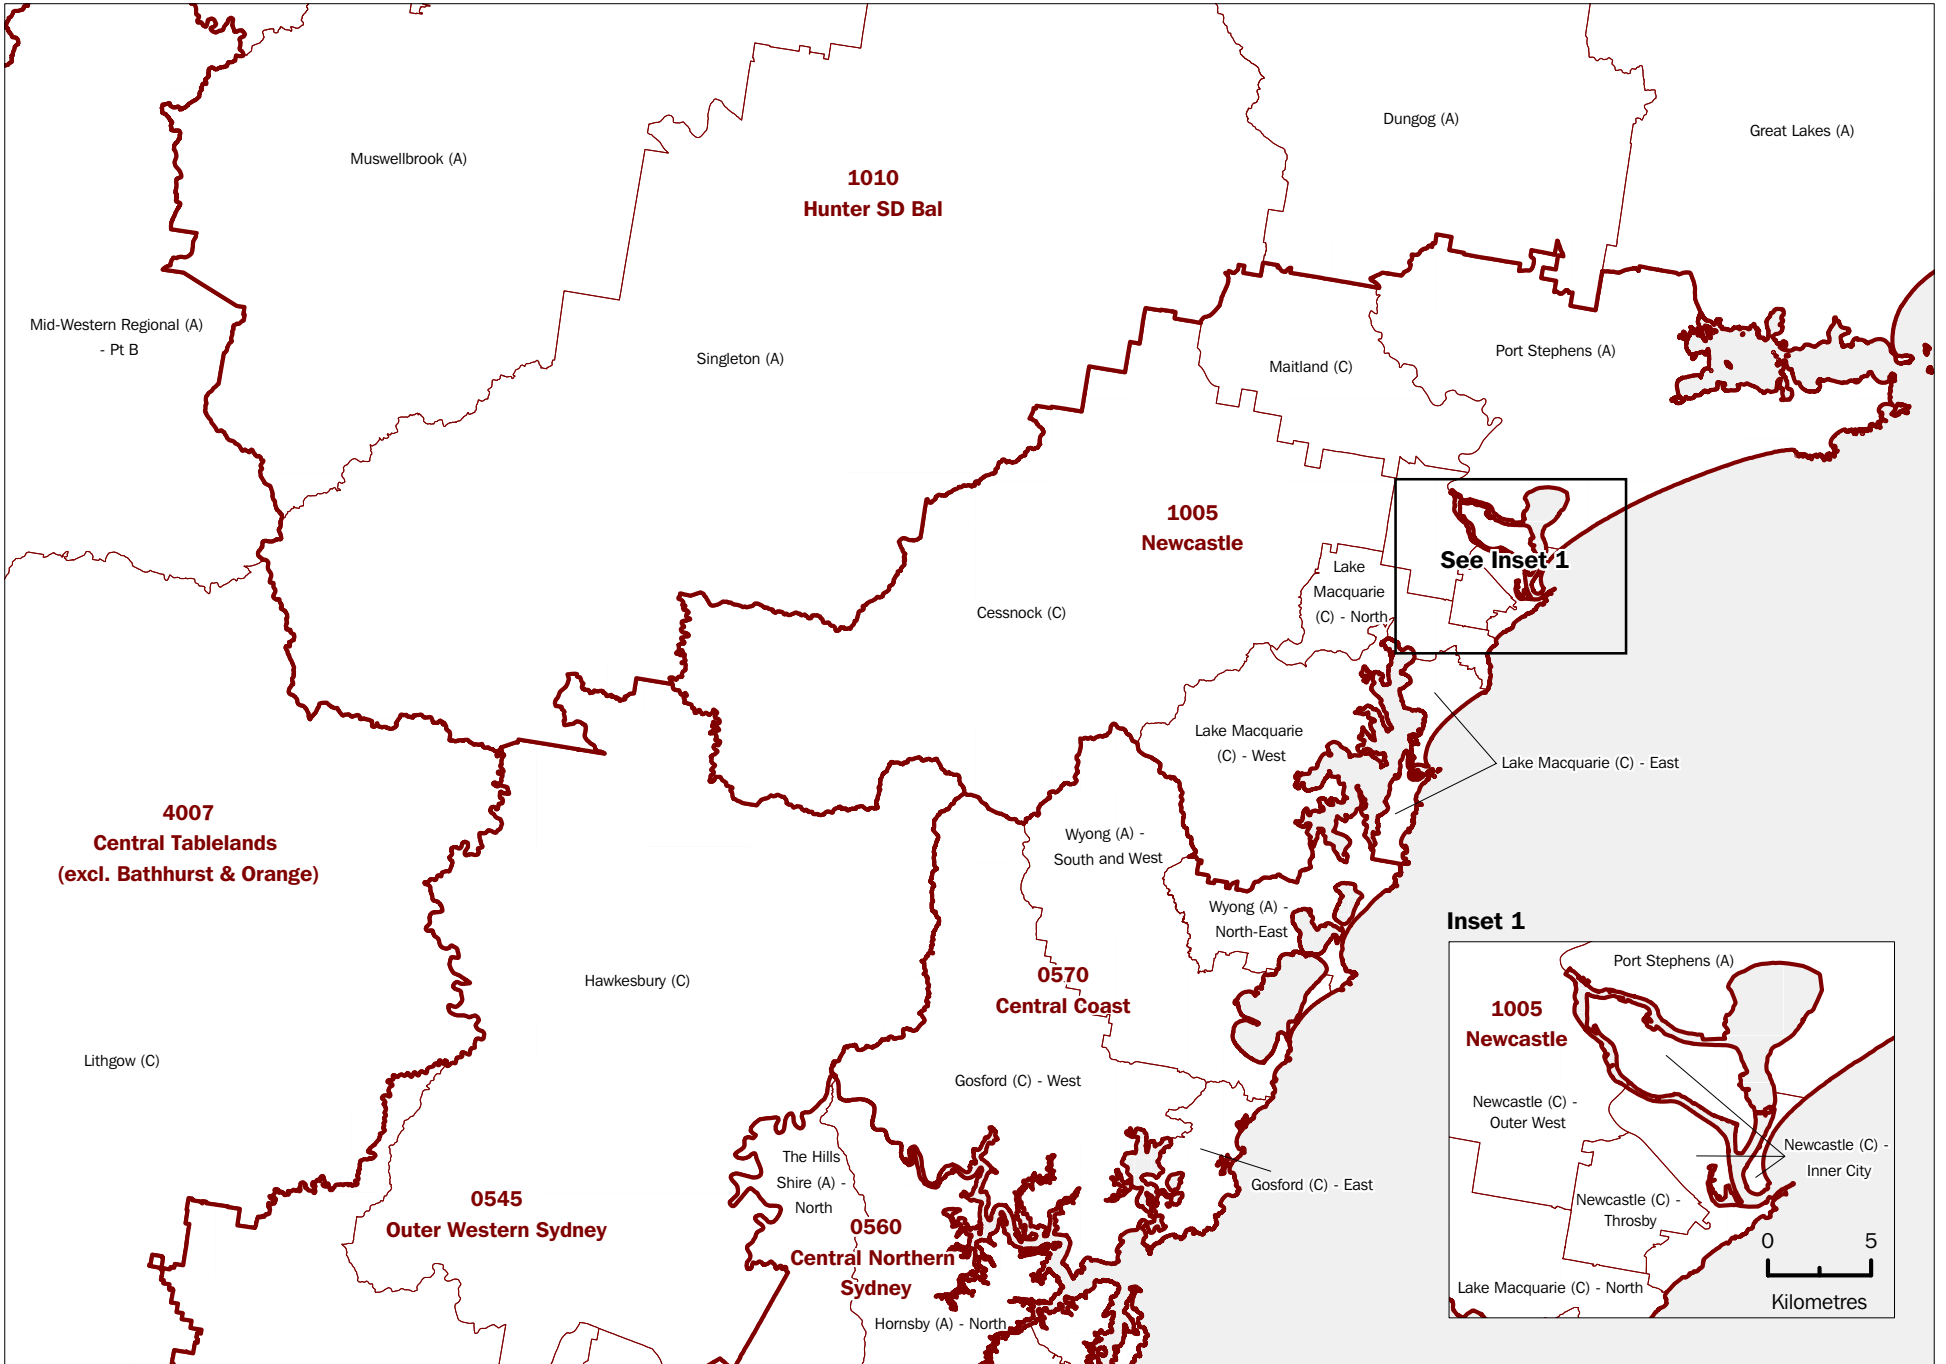 Dungog (A)
Great Lakes (A)
Muswellbrook (A)
1010
Hunter SD Bal
Mid-Western Regional (A)
- Pt B
Singleton (A)
Port Stephens (A)
Maitland (C)
1005
Newcastle
See Inset 1
Lake
Macquarie
(C) - North
Cessnock (C)
Lake Macquarie
(C) - West
Lake Macquarie (C) - East
4007
Central Tablelands
(excl. Bathhurst & Orange)
Wyong (A) -
South and West
Wyong (A) -
North-East
Hawkesbury (C)
0570
Central Coast
Lithgow (C)
Gosford (C) - West
The Hills
Shire (A) -
North
Gosford (C) - East
0545
Outer Western Sydney
0560
Central Northern
Sydney
Hornsby (A) - North
Inset 1
Port Stephens (A)
1005
Newcastle
Newcastle (C) -
Outer West
Newcastle (C) -
Inner City
Newcastle (C) -
Throsby
Lake Macquarie (C) - North
0 5
Kilometres